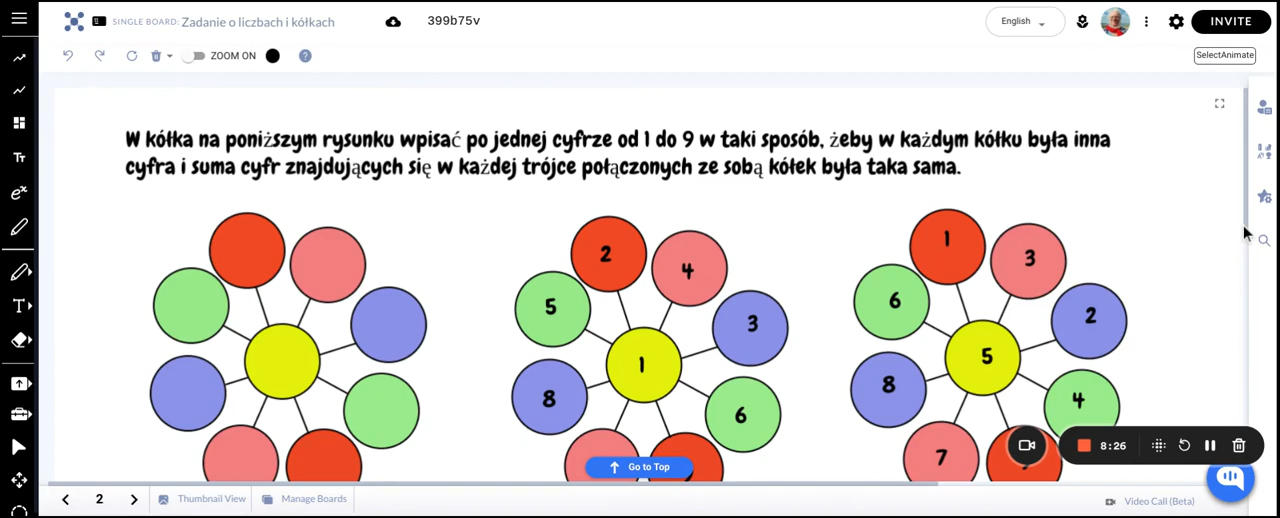 SINGLE BOARD: Zadanie o liczbach i kółkach
399b75v
English
INVITE
ZOOM ON
?
SelectAnimate
W kółka na poniższym rysunku wpisać po jednej cyfrze od 1 do 9 w taki sposób, żeby w każdym kółku była inna
cyfra i suma cyfr znajdujących się w każdej trójce połączonych ze sobą kółek była taka sama.
2
4
5
3
1
8
6
1
3
6
2
5
8
4
7
Tт
eˣ
T
8:26
Go to Top
2
Thumbnail View
Manage Boards
Video Call (Beta)